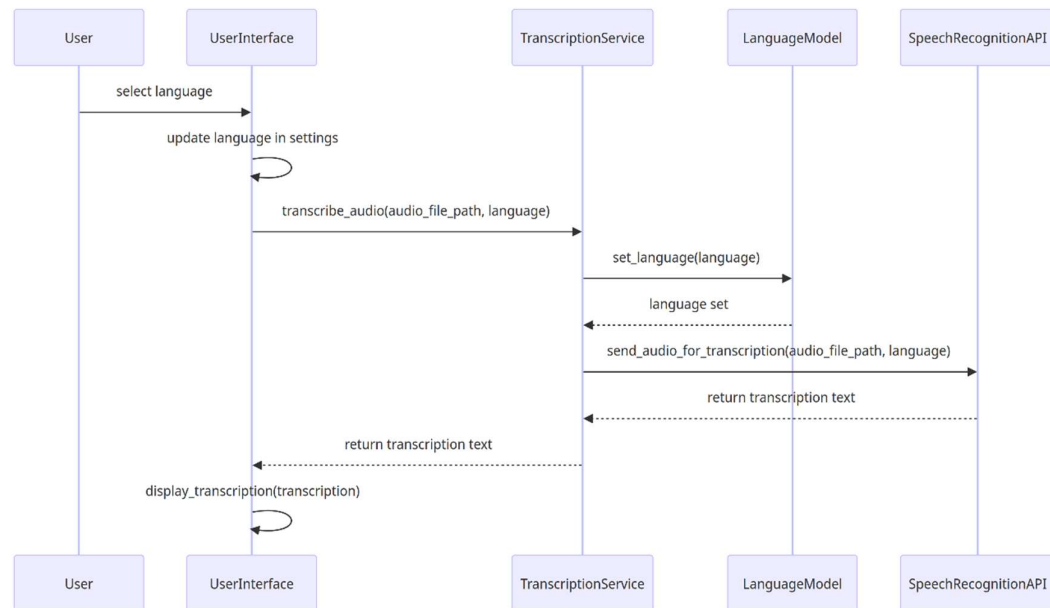 User
UserInterface
TranscriptionService
LanguageModel
SpeechRecognitionAPI
select language
update language in settings
transcribe_audio(audio_file_path, language)
set_language(language)
language set
send_audio_for_transcription(audio_file_path, language)
return transcription text
return transcription text
display_transcription(transcription)
User
UserInterface
TranscriptionService
LanguageModel
SpeechRecognitionAPI